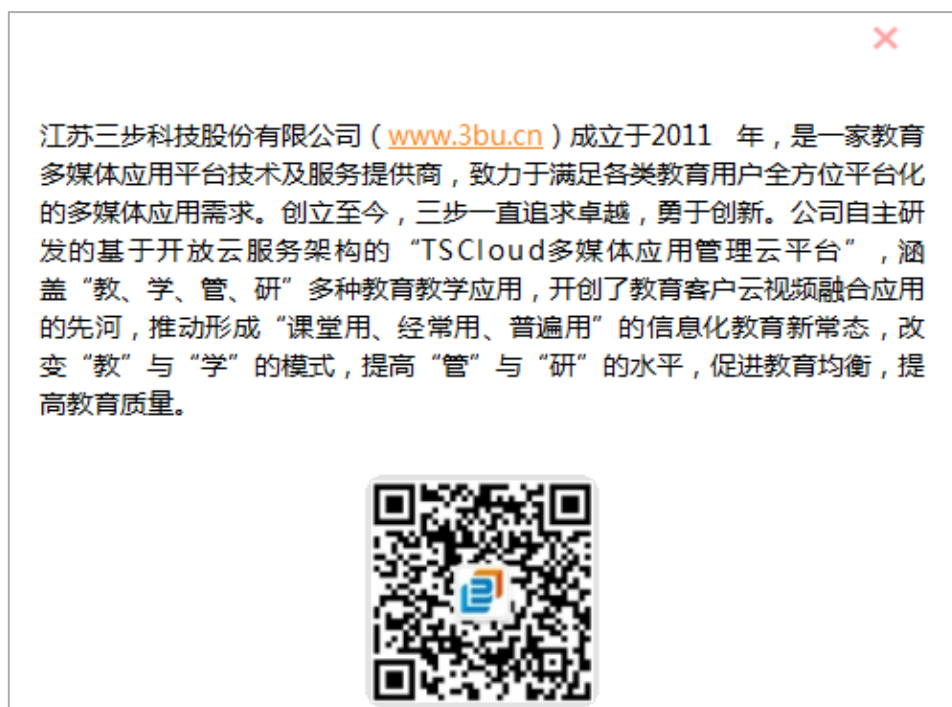 江苏三步科技股份有限公司（www.3bu.cn）成立于2011 年，是一家教育
多媒体应用平台技术及服务提供商，致力于满足各类教育用户全方位平台化
的多媒体应用需求。创立至今，三步一直追求卓越，勇于创新。公司自主研
发的基于开放云服务架构的“TSCloud多媒体应用管理云平台”，涵
盖“教、学、管、研”多种教育教学应用，开创了教育客户云视频融合应用
的先河，推动形成“课堂用、经常用、普遍用”的信息化教育新常态，改
变“教”与“学”的模式，提高“管”与“研”的水平，促进教育均衡，提
高教育质量。